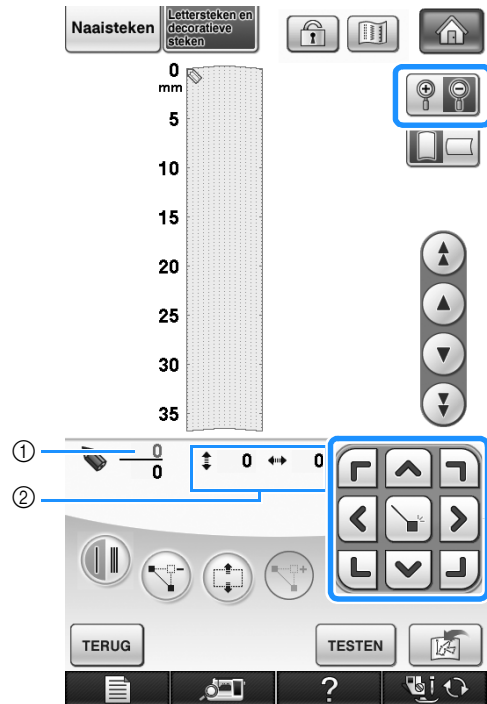 Naaisteken
Lettersteken en
decoratieve
steken
0
mm
5
10
15
20
25
30
35
① 0
0
0 0
②
TERUG
TESTEN
?